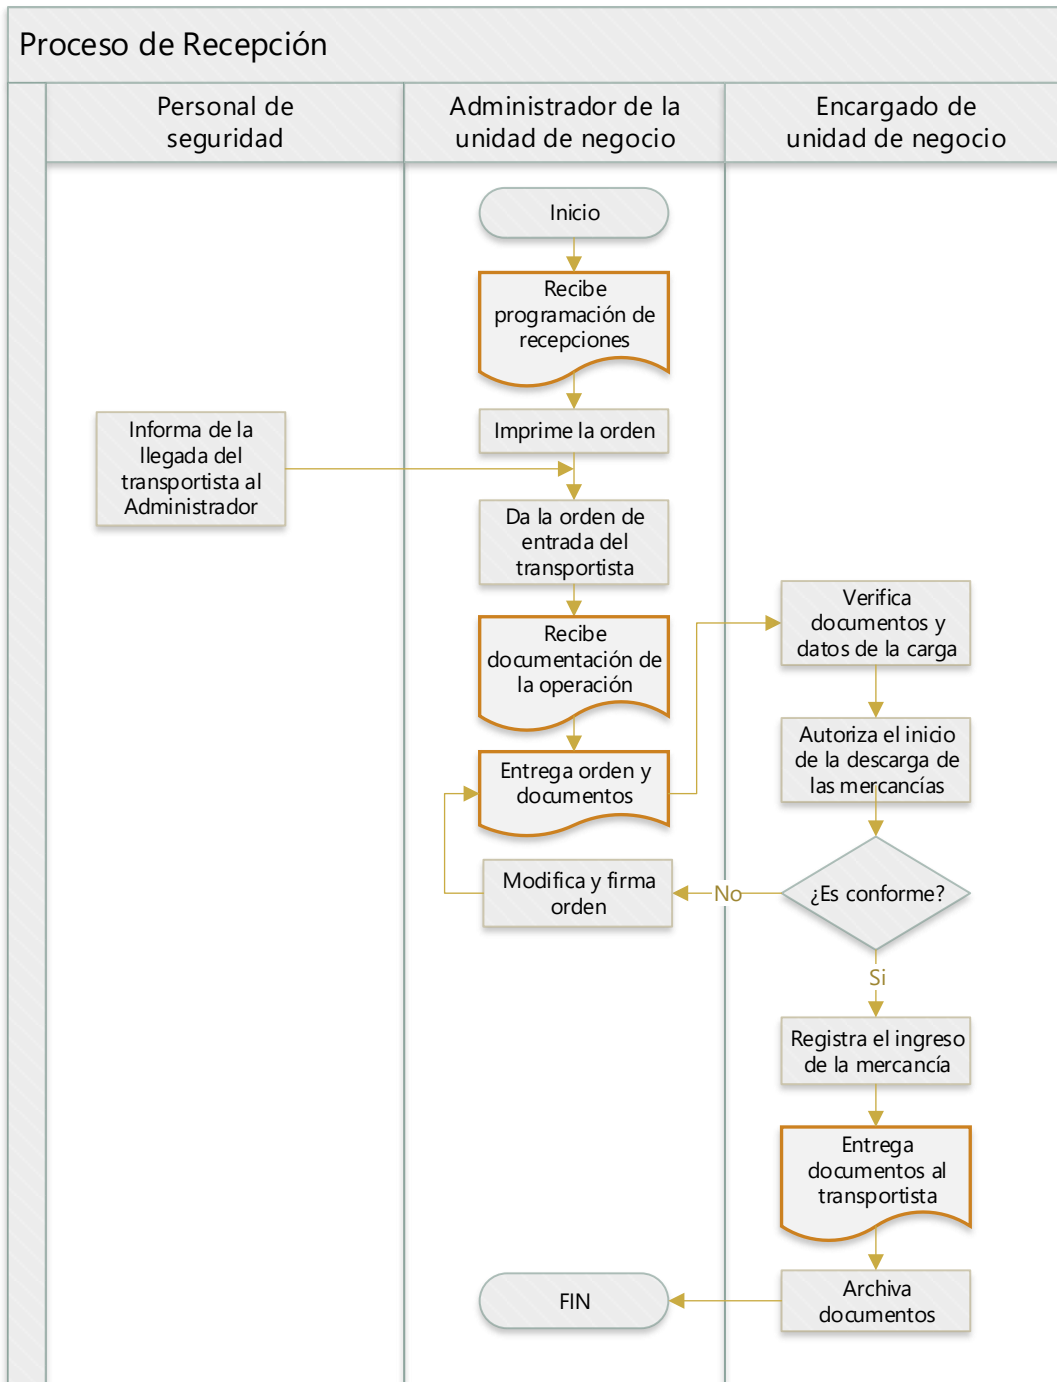 Proceso de Recepción
Personal de
seguridad
Administrador de la
unidad de negocio
Encargado de
unidad de negocio
Inicio
Recibe
programación de
recepciones
Imprime la orden
Informa de la
llegada del
transportista al
Administrador
Da la orden de
entrada del
transportista
Recibe
documentación de
la operación
Entrega orden y
documentos
Verifica
documentos y
datos de la carga
Autoriza el inicio
de la descarga de
las mercancías
¿Es conforme?
No
Modifica y firma
orden
Si
Registra el ingreso
de la mercancía
Entrega
documentos al
transportista
Archiva
documentos
FIN